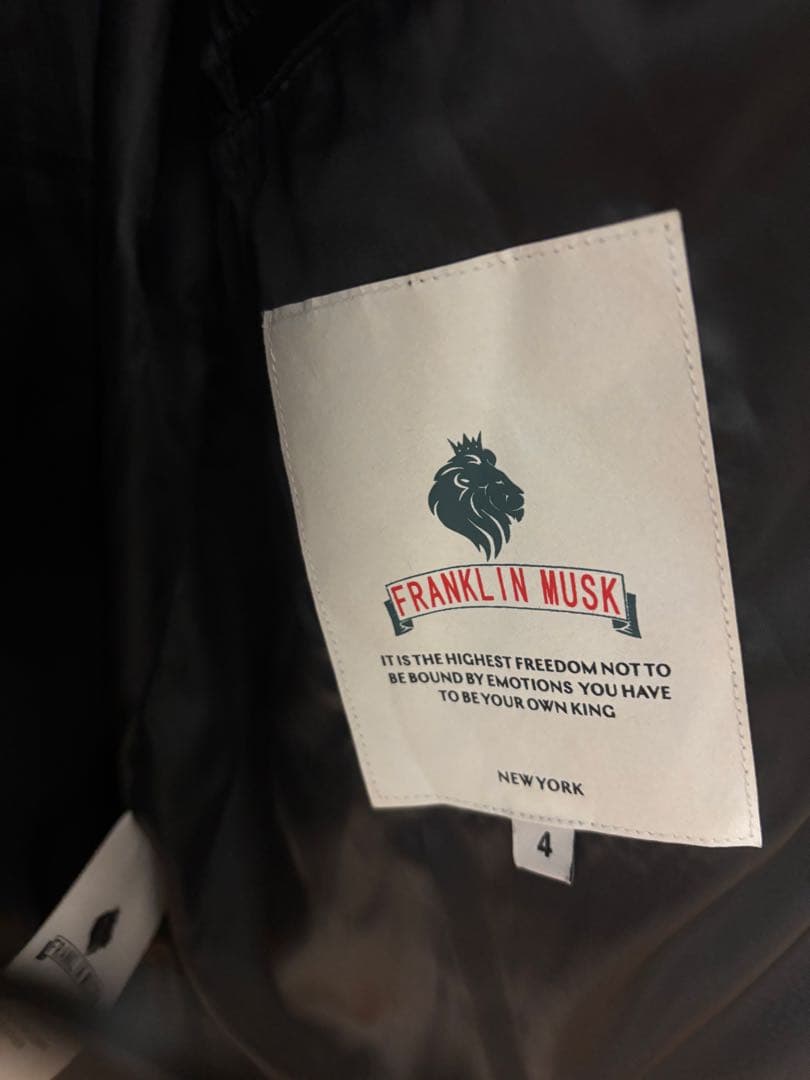 FRANKLIN MUSK
IT IS THE HIGHEST FREEDOM NOT TO
BE BOUND BY EMOTIONS YOU HAVE
TO BE YOUR OWN KING
NEW YORK
4